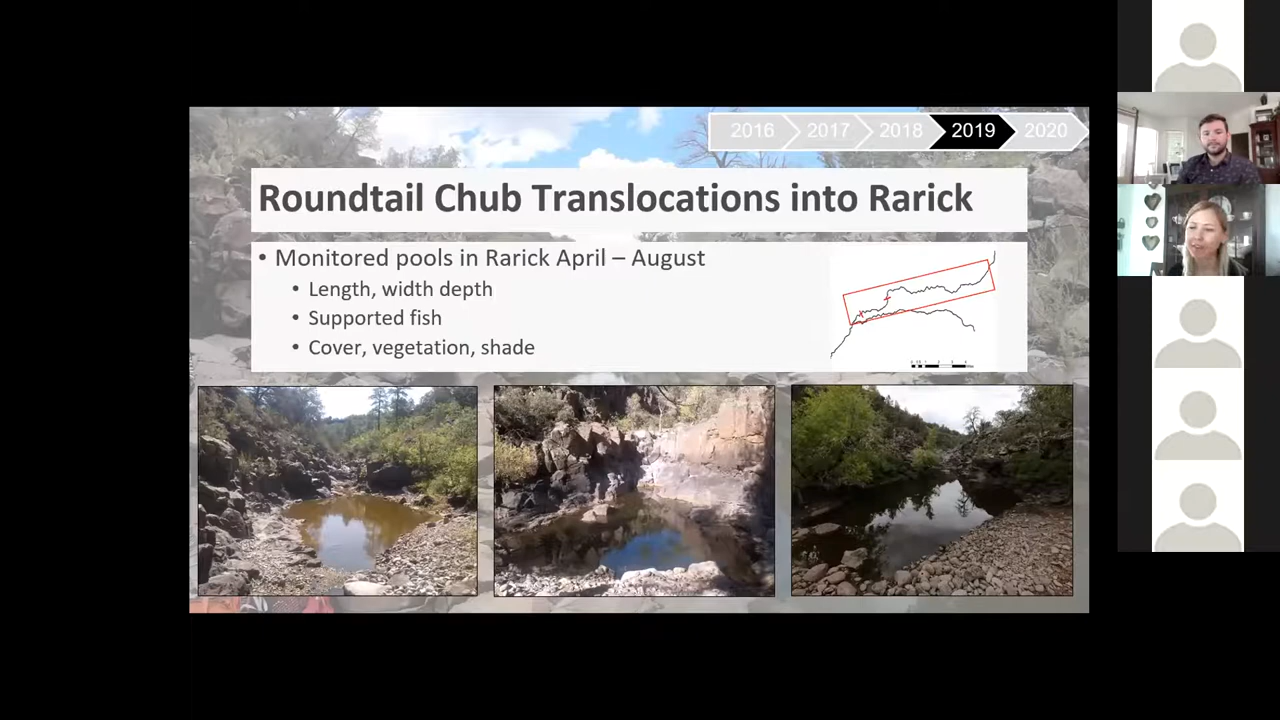 2016 2017 2018 2019 2020
Roundtail Chub Translocations into Rarick
• Monitored pools in Rarick April – August
• Length, width depth
• Supported fish
• Cover, vegetation, shade